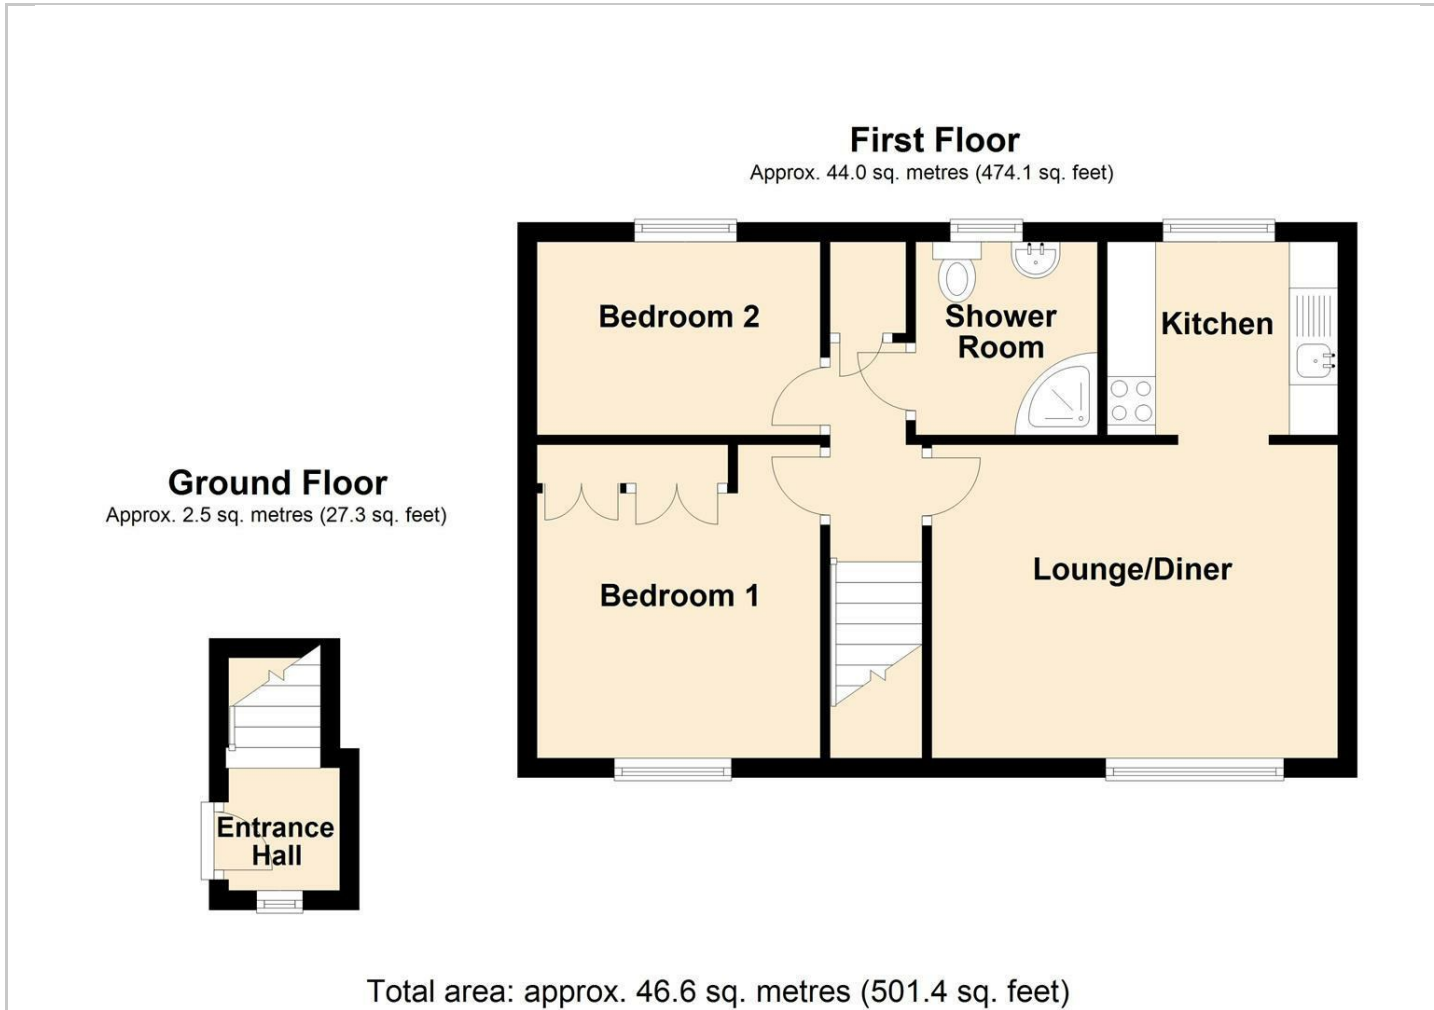 First Floor
Approx. 44.0 sq. metres (474.1 sq. feet)
Bedroom 2
Shower
Room
Kitchen
Ground Floor
Approx. 2.5 sq. metres (27.3 sq. feet)
Bedroom 1
Lounge/Diner
Entrance
Hall
Total area: approx. 46.6 sq. metres (501.4 sq. feet)